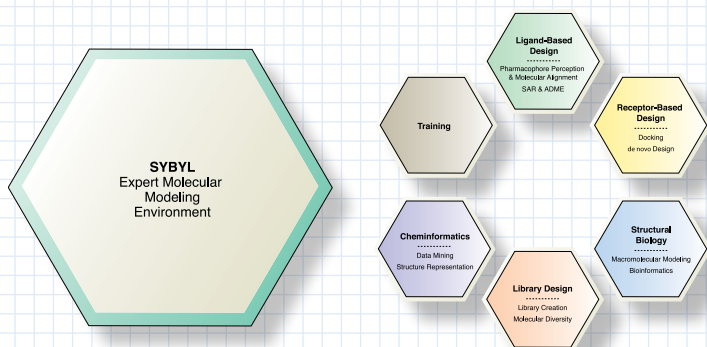 SYBYL
Expert Molecular
Modeling
Environment
Ligand-Based
Design
Pharmacophore Perception
& Molecular Alignment
SAR & ADME
Training
Receptor-Based
Design
Docking
de novo Design
Cheminformatics
Data Mining
Structure Representation
Structural
Biology
Macromolecular Modeling
Bioinformatics
Library Design
Library Creation
Molecular Diversity